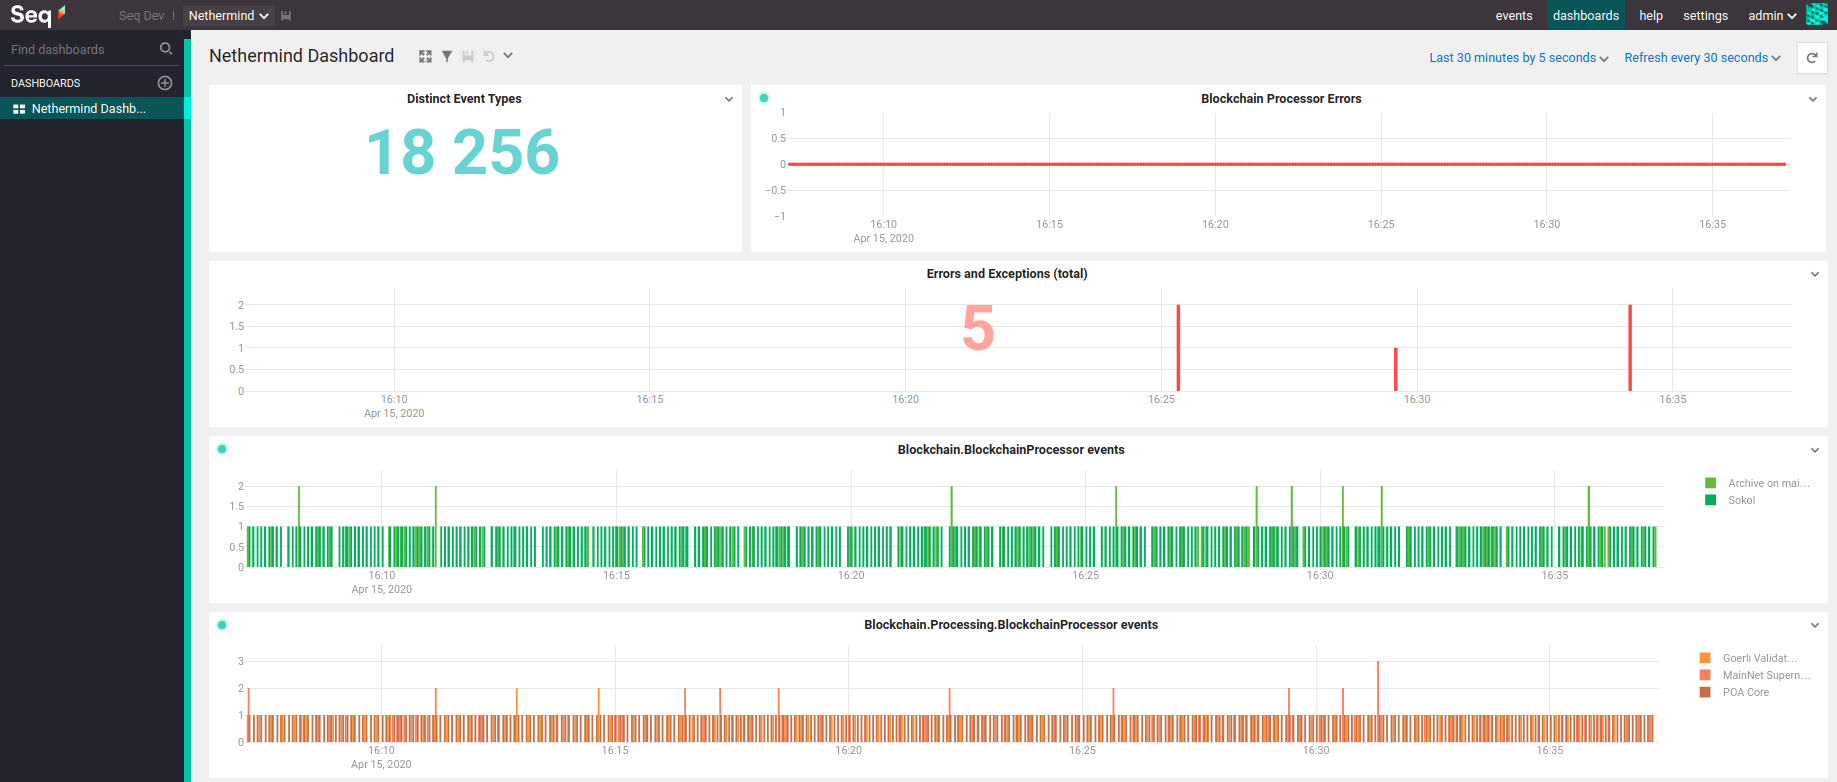 Seq
Seq Dev
Nethermind
events
dashboards
help
settings
admin
Find dashboards
DASHBOARDS
Nethermind Dashb...
Nethermind Dashboard
Last 30 minutes by 5 seconds
Refresh every 30 seconds
Distinct Event Types
18 256
Blockchain Processor Errors
1
0.5
0
−0.5
−1
16:10
16:15
16:20
16:25
16:30
16:35
Apr 15, 2020
Errors and Exceptions (total)
5
2
1.5
1
0.5
0
16:10
16:15
16:20
16:25
16:30
16:35
Apr 15, 2020
Blockchain.BlockchainProcessor events
2
1.5
1
0.5
0
16:10
16:15
16:20
16:25
16:30
16:35
Apr 15, 2020
Archive on mai...
Sokol
Blockchain.Processing.BlockchainProcessor events
3
2
1
0
16:10
16:15
16:20
16:25
16:30
16:35
Apr 15, 2020
Goerli Validat...
MainNet Supern...
POA Core